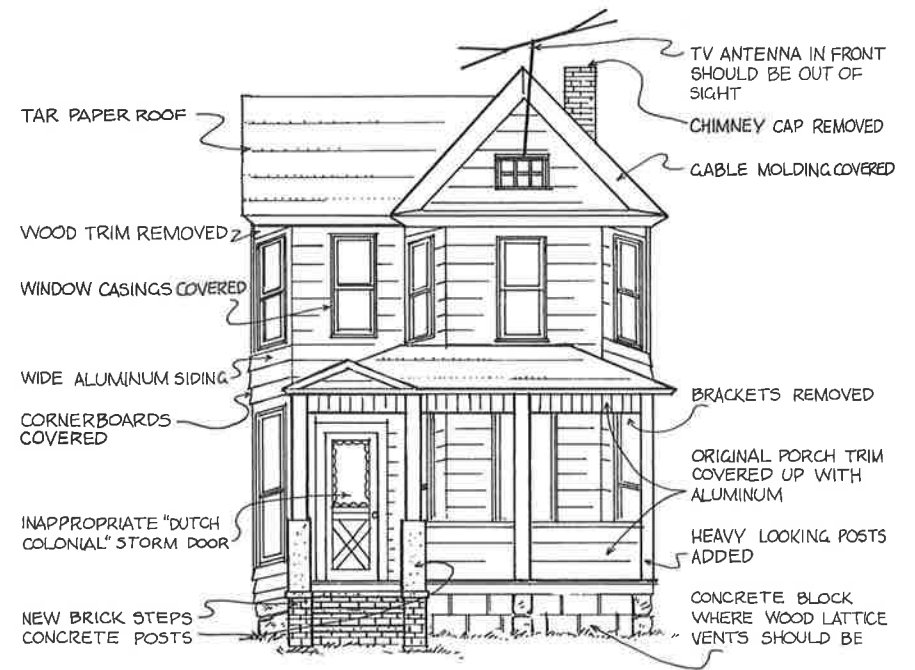 TAR PAPER ROOF
WOOD TRIM REMOVED
WINDOW CASINGS COVERED
WIDE ALUMINUM SIDING
CORNERBOARDS
COVERED
INAPPROPRIATE "DUTCH
COLONIAL" STORM DOOR
NEW BRICK STEPS
CONCRETE POSTS
TV ANTENNA IN FRONT
SHOULD BE OUT OF
SIGHT
CHIMNEY CAP REMOVED
GABLE MOLDING COVERED
BRACKETS REMOVED
ORIGINAL PORCH TRIM
COVERED UP WITH
ALUMINUM
HEAVY LOOKING POSTS
ADDED
CONCRETE BLOCK
WHERE WOOD LATTICE
VENTS SHOULD BE